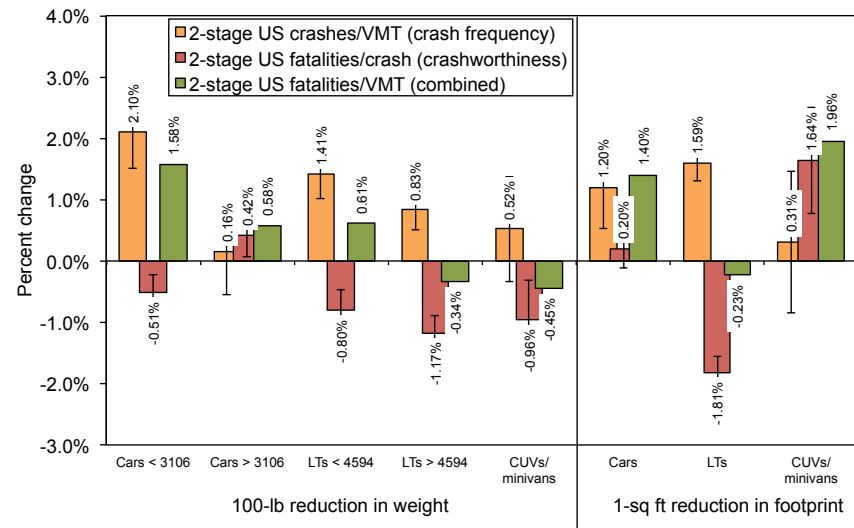 4.0%
3.0%
4.0%
2.0%
1.0%
0.0%
-1.0%
-2.0%
-3.0%
Percent change
2-stage US crashes/VMT (crash frequency)
2-stage US fatalities/crash (crashworthiness)
2-stage US fatalities/VMT (combined)
2.10%
-0.51%
1.58%
0.16%
0.42%
0.58%
1.41%
-0.80%
0.61%
0.83%
-1.17%
-0.34%
0.52%
-0.96%
-0.45%
1.20%
0.20%
1.40%
1.59%
-1.81%
-0.23%
0.31%
1.64%
1.96%
Cars < 3106
Cars > 3106
LTs < 4594
LTs > 4594
CUVs/
minivans
Cars
LTs
CUVs/
minivans
100-lb reduction in weight
1-sq ft reduction in footprint